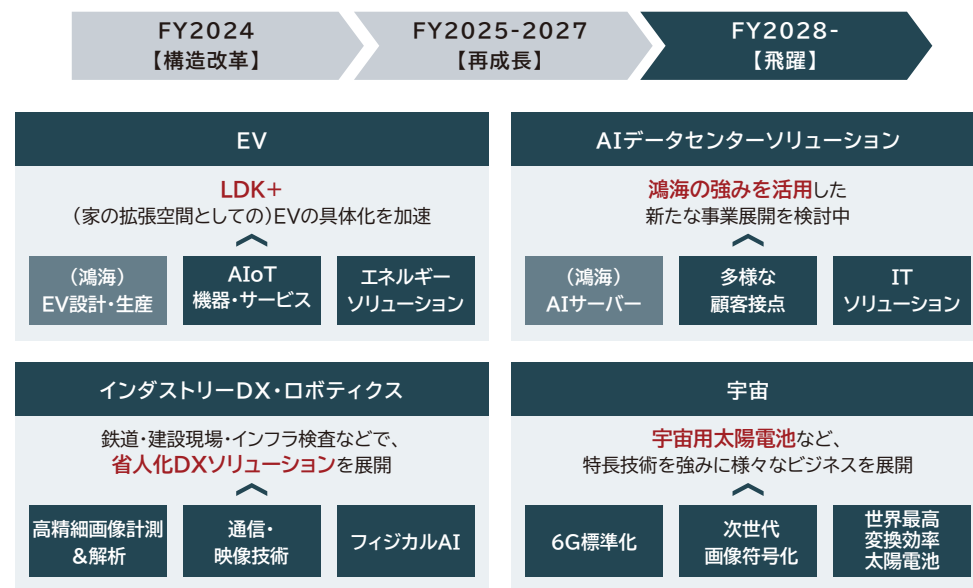 FY2024
【構造改革】
FY2025-2027
【再成長】
FY2028-
【飛躍】
EV
LDK+
(家の拡張空間としての)EVの具体化を加速
(鴻海)
EV設計・生産
AIoT
機器・サービス
エネルギー
ソリューション
AIデータセンターソリューション
鴻海の強みを活用した
新たな事業展開を検討中
(鴻海)
AIサーバー
多様な
顧客接点
IT
ソリューション
インダストリーDX・ロボティクス
鉄道・建設現場・インフラ検査などで、
省人化DXソリューションを展開
高精細画像計測
&解析
通信・
映像技術
フィジカルAI
宇宙
宇宙用太陽電池など、
特長技術を強みに様々なビジネスを展開
6G標準化
次世代
画像符号化
世界最高
変換効率
太陽電池